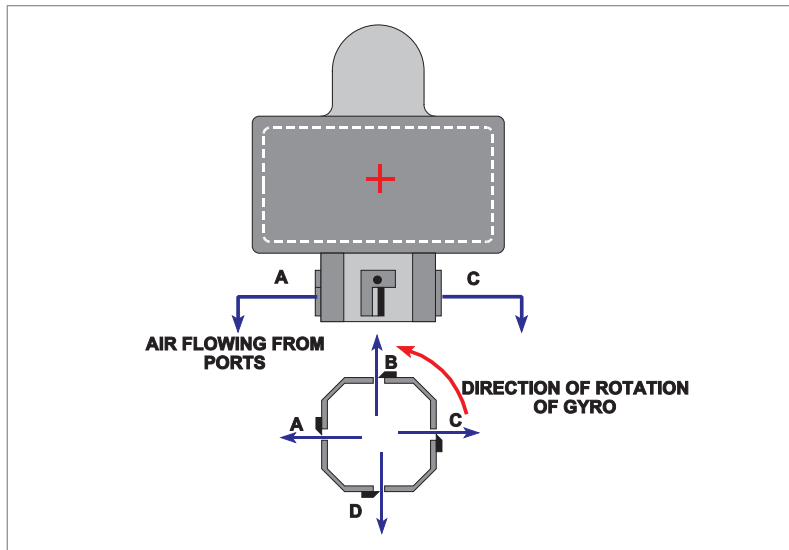 A
C
AIR FLOWING FROM
PORTS
B
DIRECTION OF ROTATION
OF GYRO
A
C
D